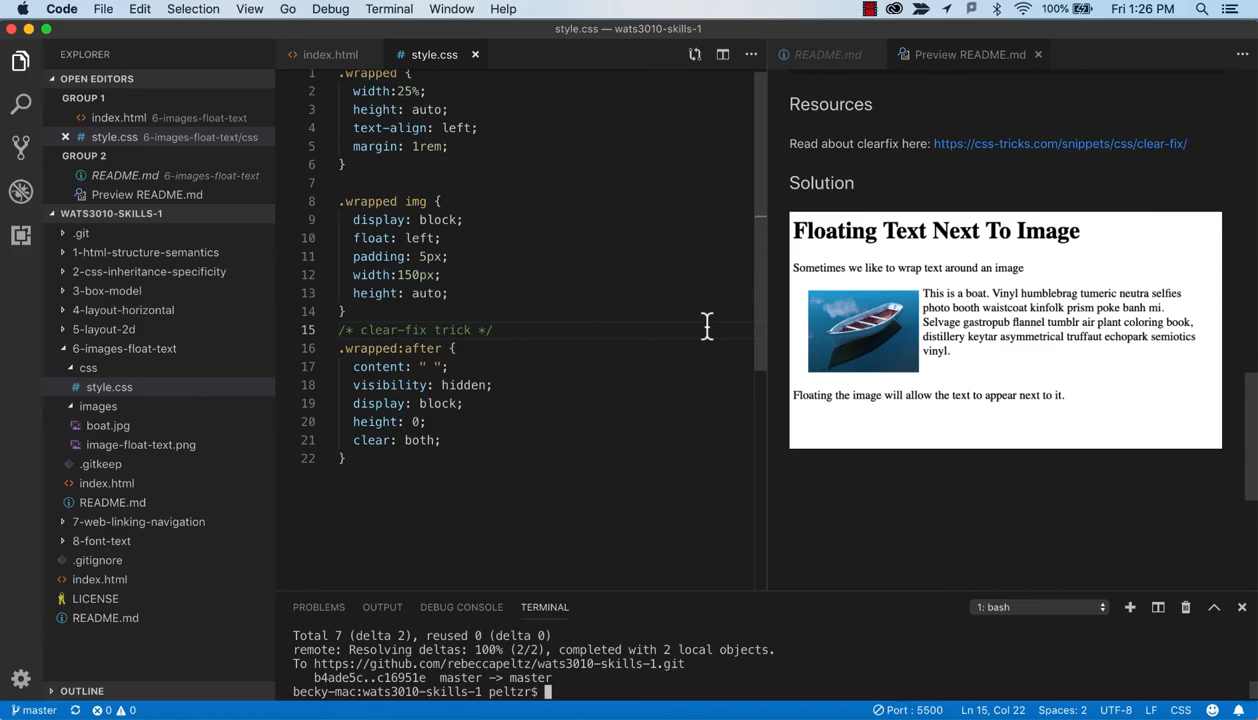 Code File Edit Selection View Go Debug Terminal Window Help 100% Fri 1:26 PM
style.css — wats3010-skills-1
EXPLORER
OPEN EDITORS
GROUP 1
<> index.html 6-images-float-text
# style.css 6-images-float-text/css
GROUP 2
README.md 6-images-float-text
Preview README.md
WATS3010-SKILLS-1
.git
1-html-structure-semantics
2-css-inheritance-specificity
3-box-model
4-layout-horizontal
5-layout-2d
6-images-float-text
css
# style.css
images
boat.jpg
image-float-text.png
.gitkeep
<> index.html
README.md
7-web-linking-navigation
8-font-text
.gitignore
<> index.html
LICENSE
README.md
OUTLINE
<> index.html # style.css
1 .wrapped {
2 width:25%;
3 height: auto;
4 text-align: left;
5 margin: 1rem;
6 }
7
8 .wrapped img {
9 display: block;
10 float: left;
11 padding: 5px;
12 width:150px;
13 height: auto;
14 }
15 /* clear-fix trick */
16 .wrapped:after {
17 content: " ";
18 visibility: hidden;
19 display: block;
20 height: 0;
21 clear: both;
22 }
README.md Preview README.md
Resources
Read about clearfix here: https://css-tricks.com/snippets/css/clear-fix/
Solution
Floating Text Next To Image
Sometimes we like to wrap text around an image
This is a boat. Vinyl humblebrag tumeric neutra selfies
photo booth waistcoat kinfolk prism poke banh mi.
Selvage gastropub flannel tumblr air plant coloring book,
distillery keytar asymmetrical truffaut echopark semiotics
vinyl.
Floating the image will allow the text to appear next to it.
PROBLEMS OUTPUT DEBUG CONSOLE TERMINAL 1: bash
Total 7 (delta 2), reused 0 (delta 0)
remote: Resolving deltas: 100% (2/2), completed with 2 local objects.
To https://github.com/rebeccapeltz/wats3010-skills-1.git
b4ade5c..c16951e master -> master
becky-mac:wats3010-skills-1 peltzr$
master 0 0 Port : 5500 Ln 15, Col 22 Spaces: 2 UTF-8 LF CSS